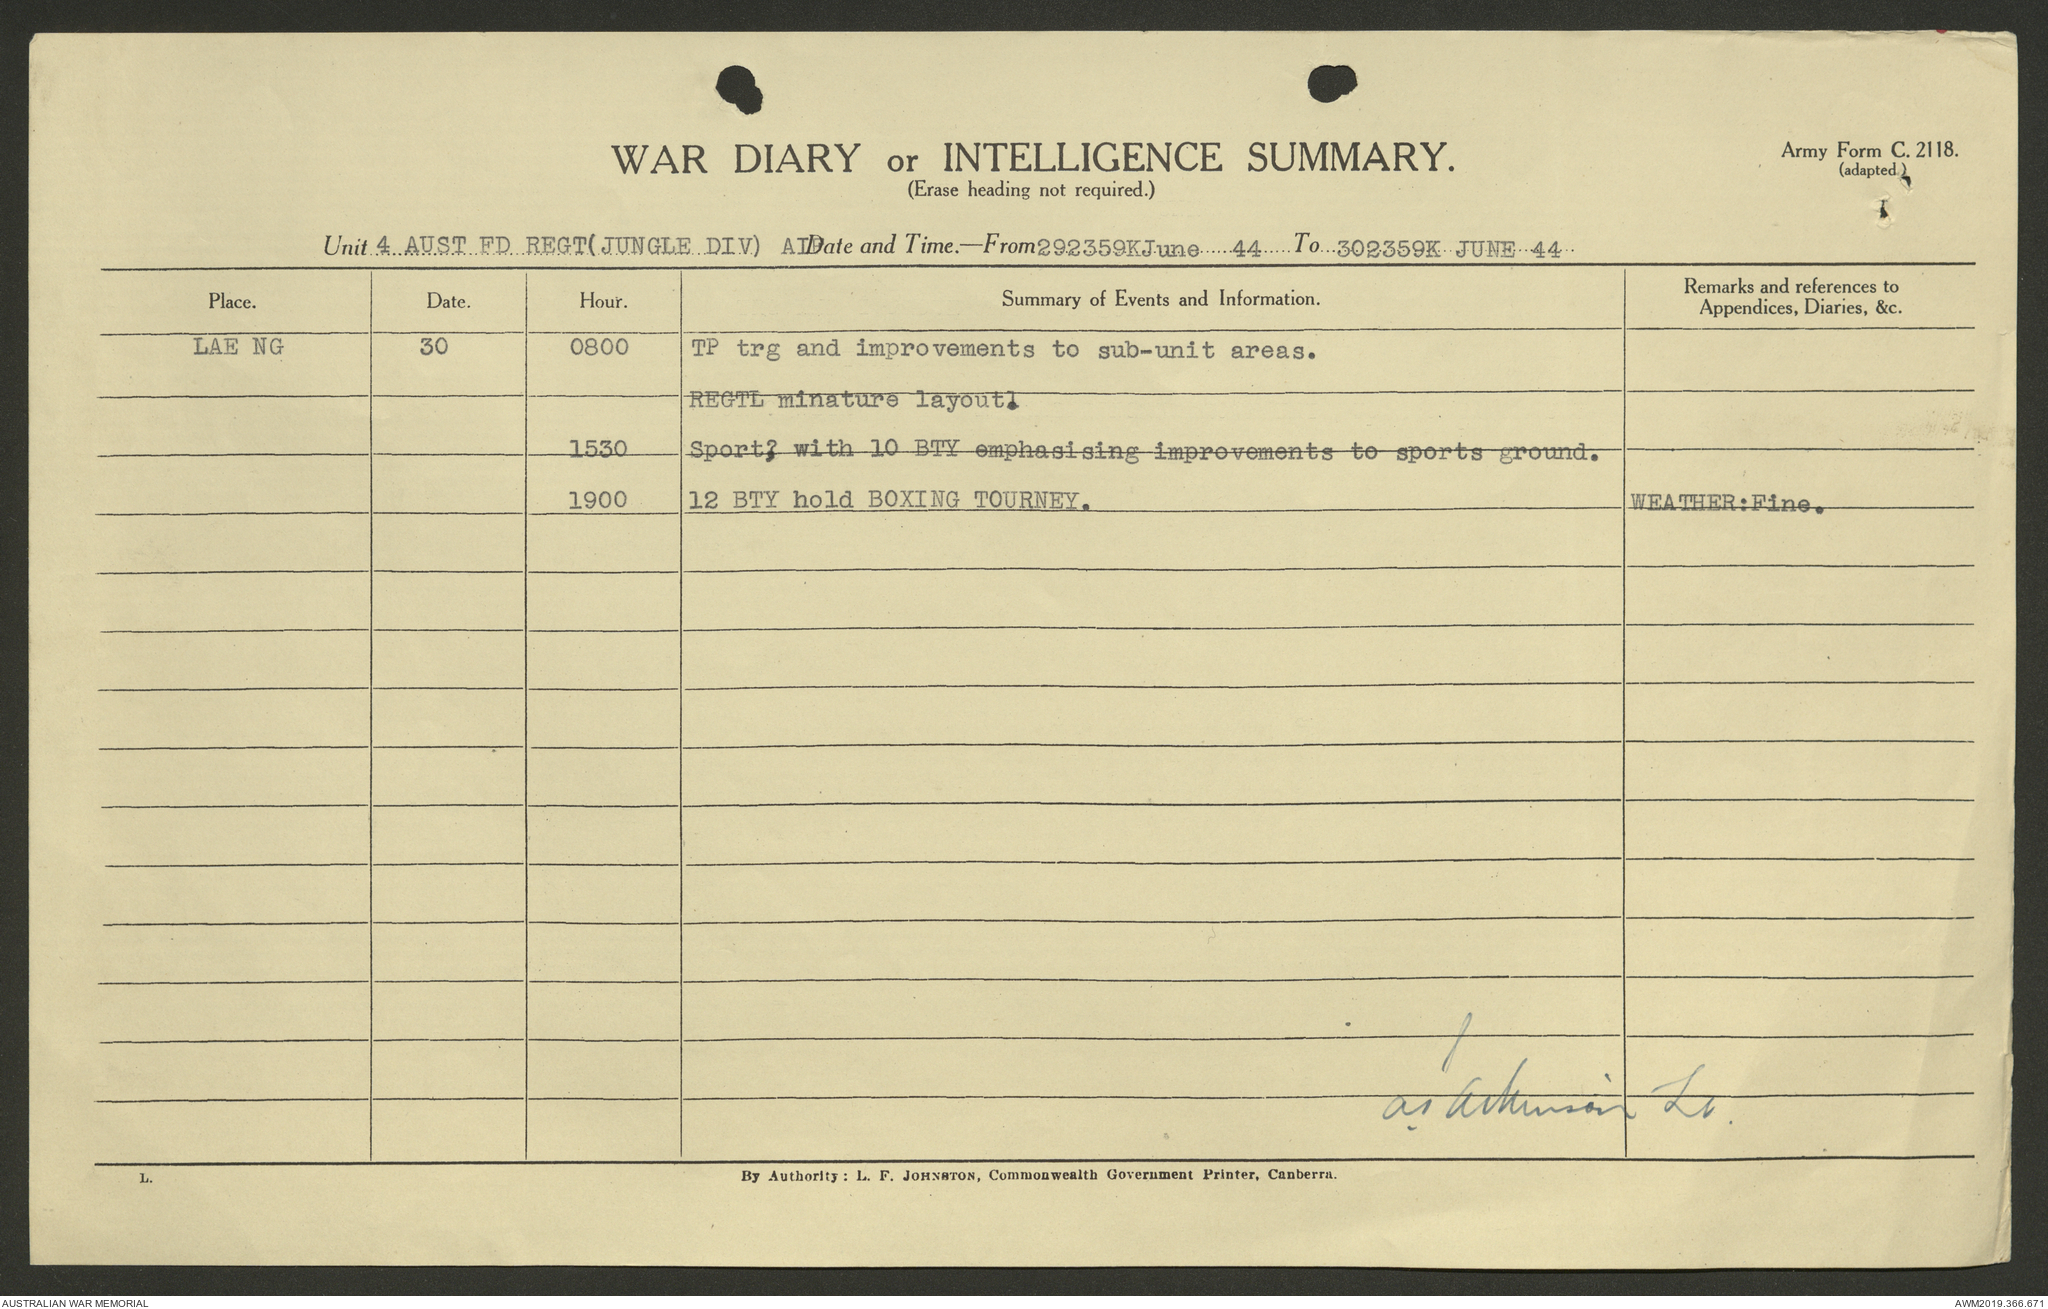 WAR DIARY or INTELLIGENCE SUMMARY.
Army Form C. 2118.
(adapted)
(Erase heading not required.)
Unit 4 AUST FD REGT(JUNGLE DIV) AIF Date and Time.—From 292359KJune 44 To 302359K JUNE 44
Place. Date. Hour. Summary of Events and Information. Remarks and references to Appendices, Diaries, &c.
LAE NG 30 0800 TP trg and improvements to sub-unit areas.
REGTL minature layout.
1530 Sport, with 10 BTY emphasising improvements to sports ground.
1900 12 BTY hold BOXING TOURNEY. WEATHER:Fine.
Atkinson Lt.
L. By Authority: L. F. JOHNSTON, Commonwealth Government Printer, Canberra.
AUSTRALIAN WAR MEMORIAL AWM2019.366.671